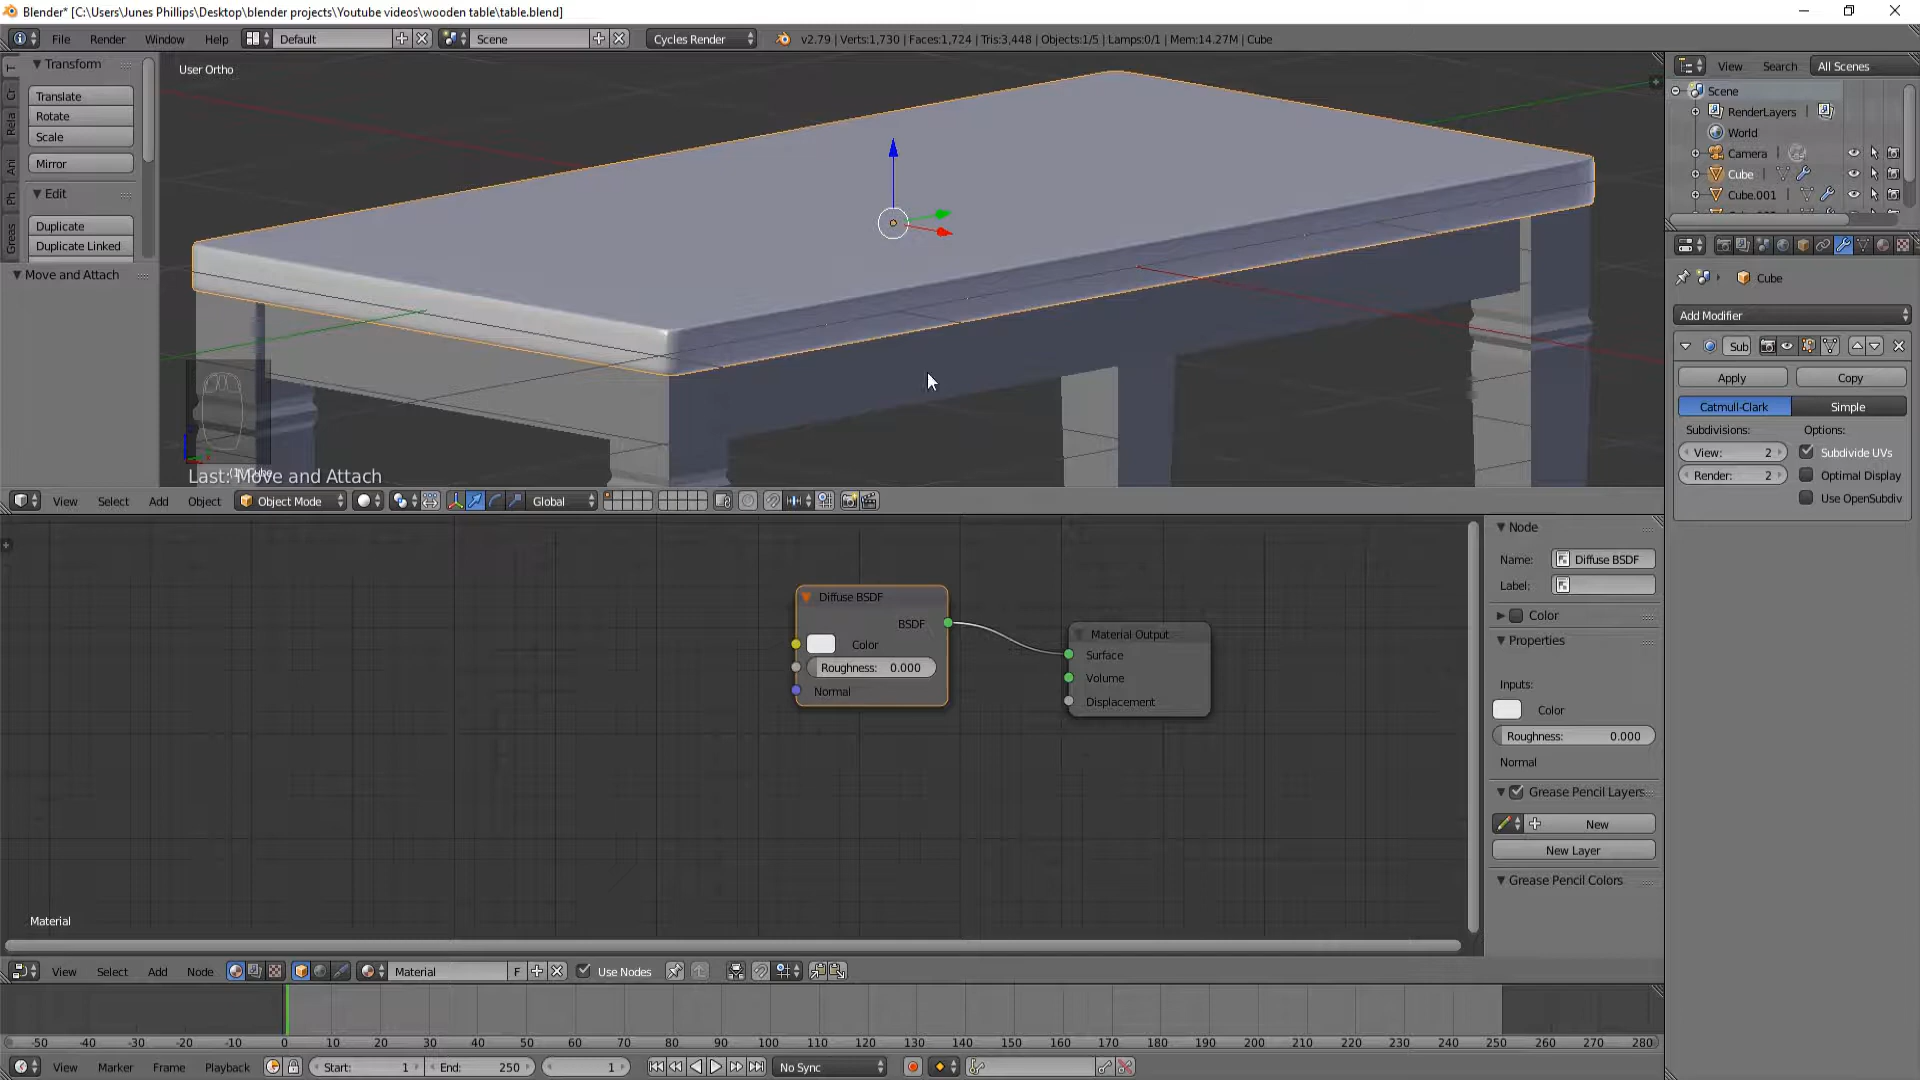 Blender* [C:\Users\Junes Phillips\Desktop\blender projects\Youtube videos\wooden table\table.blend]
File Render Window Help Default Scene Cycles Render v2.79 | Verts:1,730 | Faces:1,724 | Tris:3,448 | Objects:1/5 | Lamps:0/1 | Mem:14.27M | Cube
Transform
Translate
Rotate
Scale
Mirror
Edit
Duplicate
Duplicate Linked
Move and Attach
T
Cr
Rela
Ani
Ph
Greas
User Ortho
Last: Move and Attach
View Select Add Object Object Mode Global
View Search All Scenes
Scene
RenderLayers
World
Camera
Cube
Cube.001
Cube
Add Modifier
Sub
Apply Copy
Catmull-Clark Simple
Subdivisions: Options:
View: 2 Subdivide UVs
Render: 2 Optimal Display
Use OpenSubdiv
Diffuse BSDF
BSDF
Color
Roughness: 0.000
Normal
Material Output
Surface
Volume
Displacement
Material
Node
Name: Diffuse BSDF
Label:
Color
Properties
Inputs:
Color
Roughness: 0.000
Normal
Grease Pencil Layers
New
New Layer
Grease Pencil Colors
View Select Add Node Material F Use Nodes
-50 -40 -30 -20 -10 0 10 20 30 40 50 60 70 80 90 100 110 120 130 140 150 160 170 180 190 200 210 220 230 240 250 260 270 280
View Marker Frame Playback Start: 1 End: 250 1 No Sync